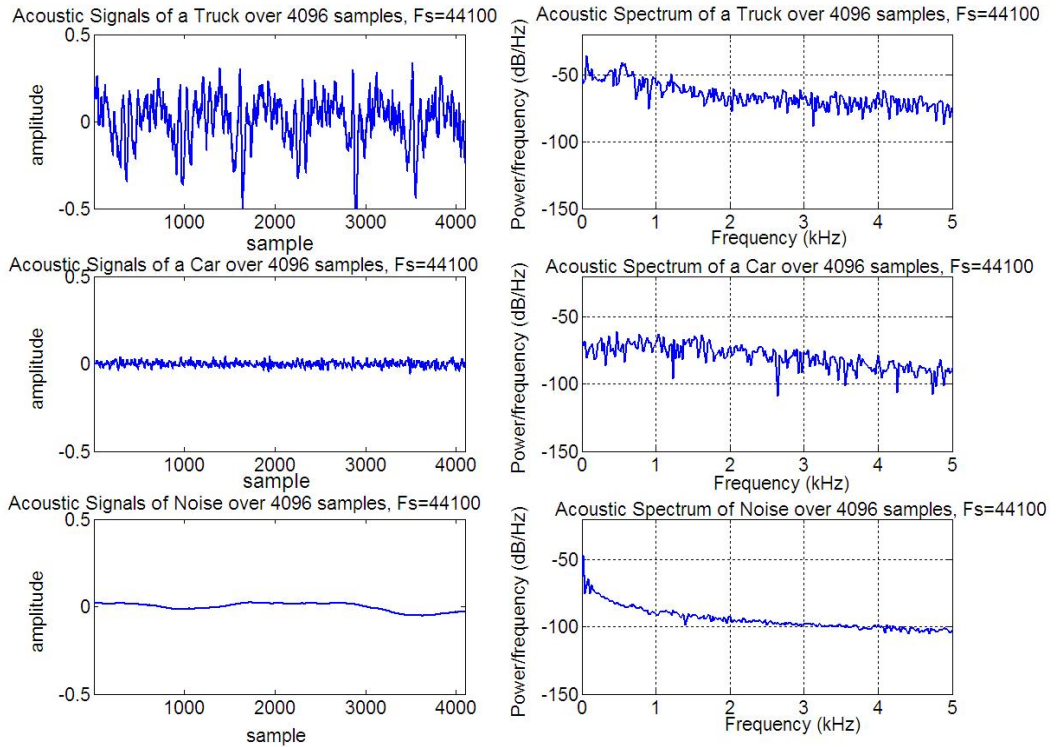 Acoustic Signals of a Truck over 4096 samples, Fs=44100
0.5
0
-0.5
amplitude
1000 2000 3000 4000
sample
Acoustic Spectrum of a Truck over 4096 samples, Fs=44100
-50
-100
-150
Power/frequency (dB/Hz)
0 1 2 3 4 5
Frequency (kHz)
Acoustic Signals of a Car over 4096 samples, Fs=44100
0.5
0
-0.5
amplitude
1000 2000 3000 4000
sample
Acoustic Spectrum of a Car over 4096 samples, Fs=44100
-50
-100
-150
Power/frequency (dB/Hz)
0 1 2 3 4 5
Frequency (kHz)
Acoustic Signals of Noise over 4096 samples, Fs=44100
0.5
0
-0.5
amplitude
1000 2000 3000 4000
sample
Acoustic Spectrum of Noise over 4096 samples, Fs=44100
-50
-100
-150
Power/frequency (dB/Hz)
0 1 2 3 4 5
Frequency (kHz)